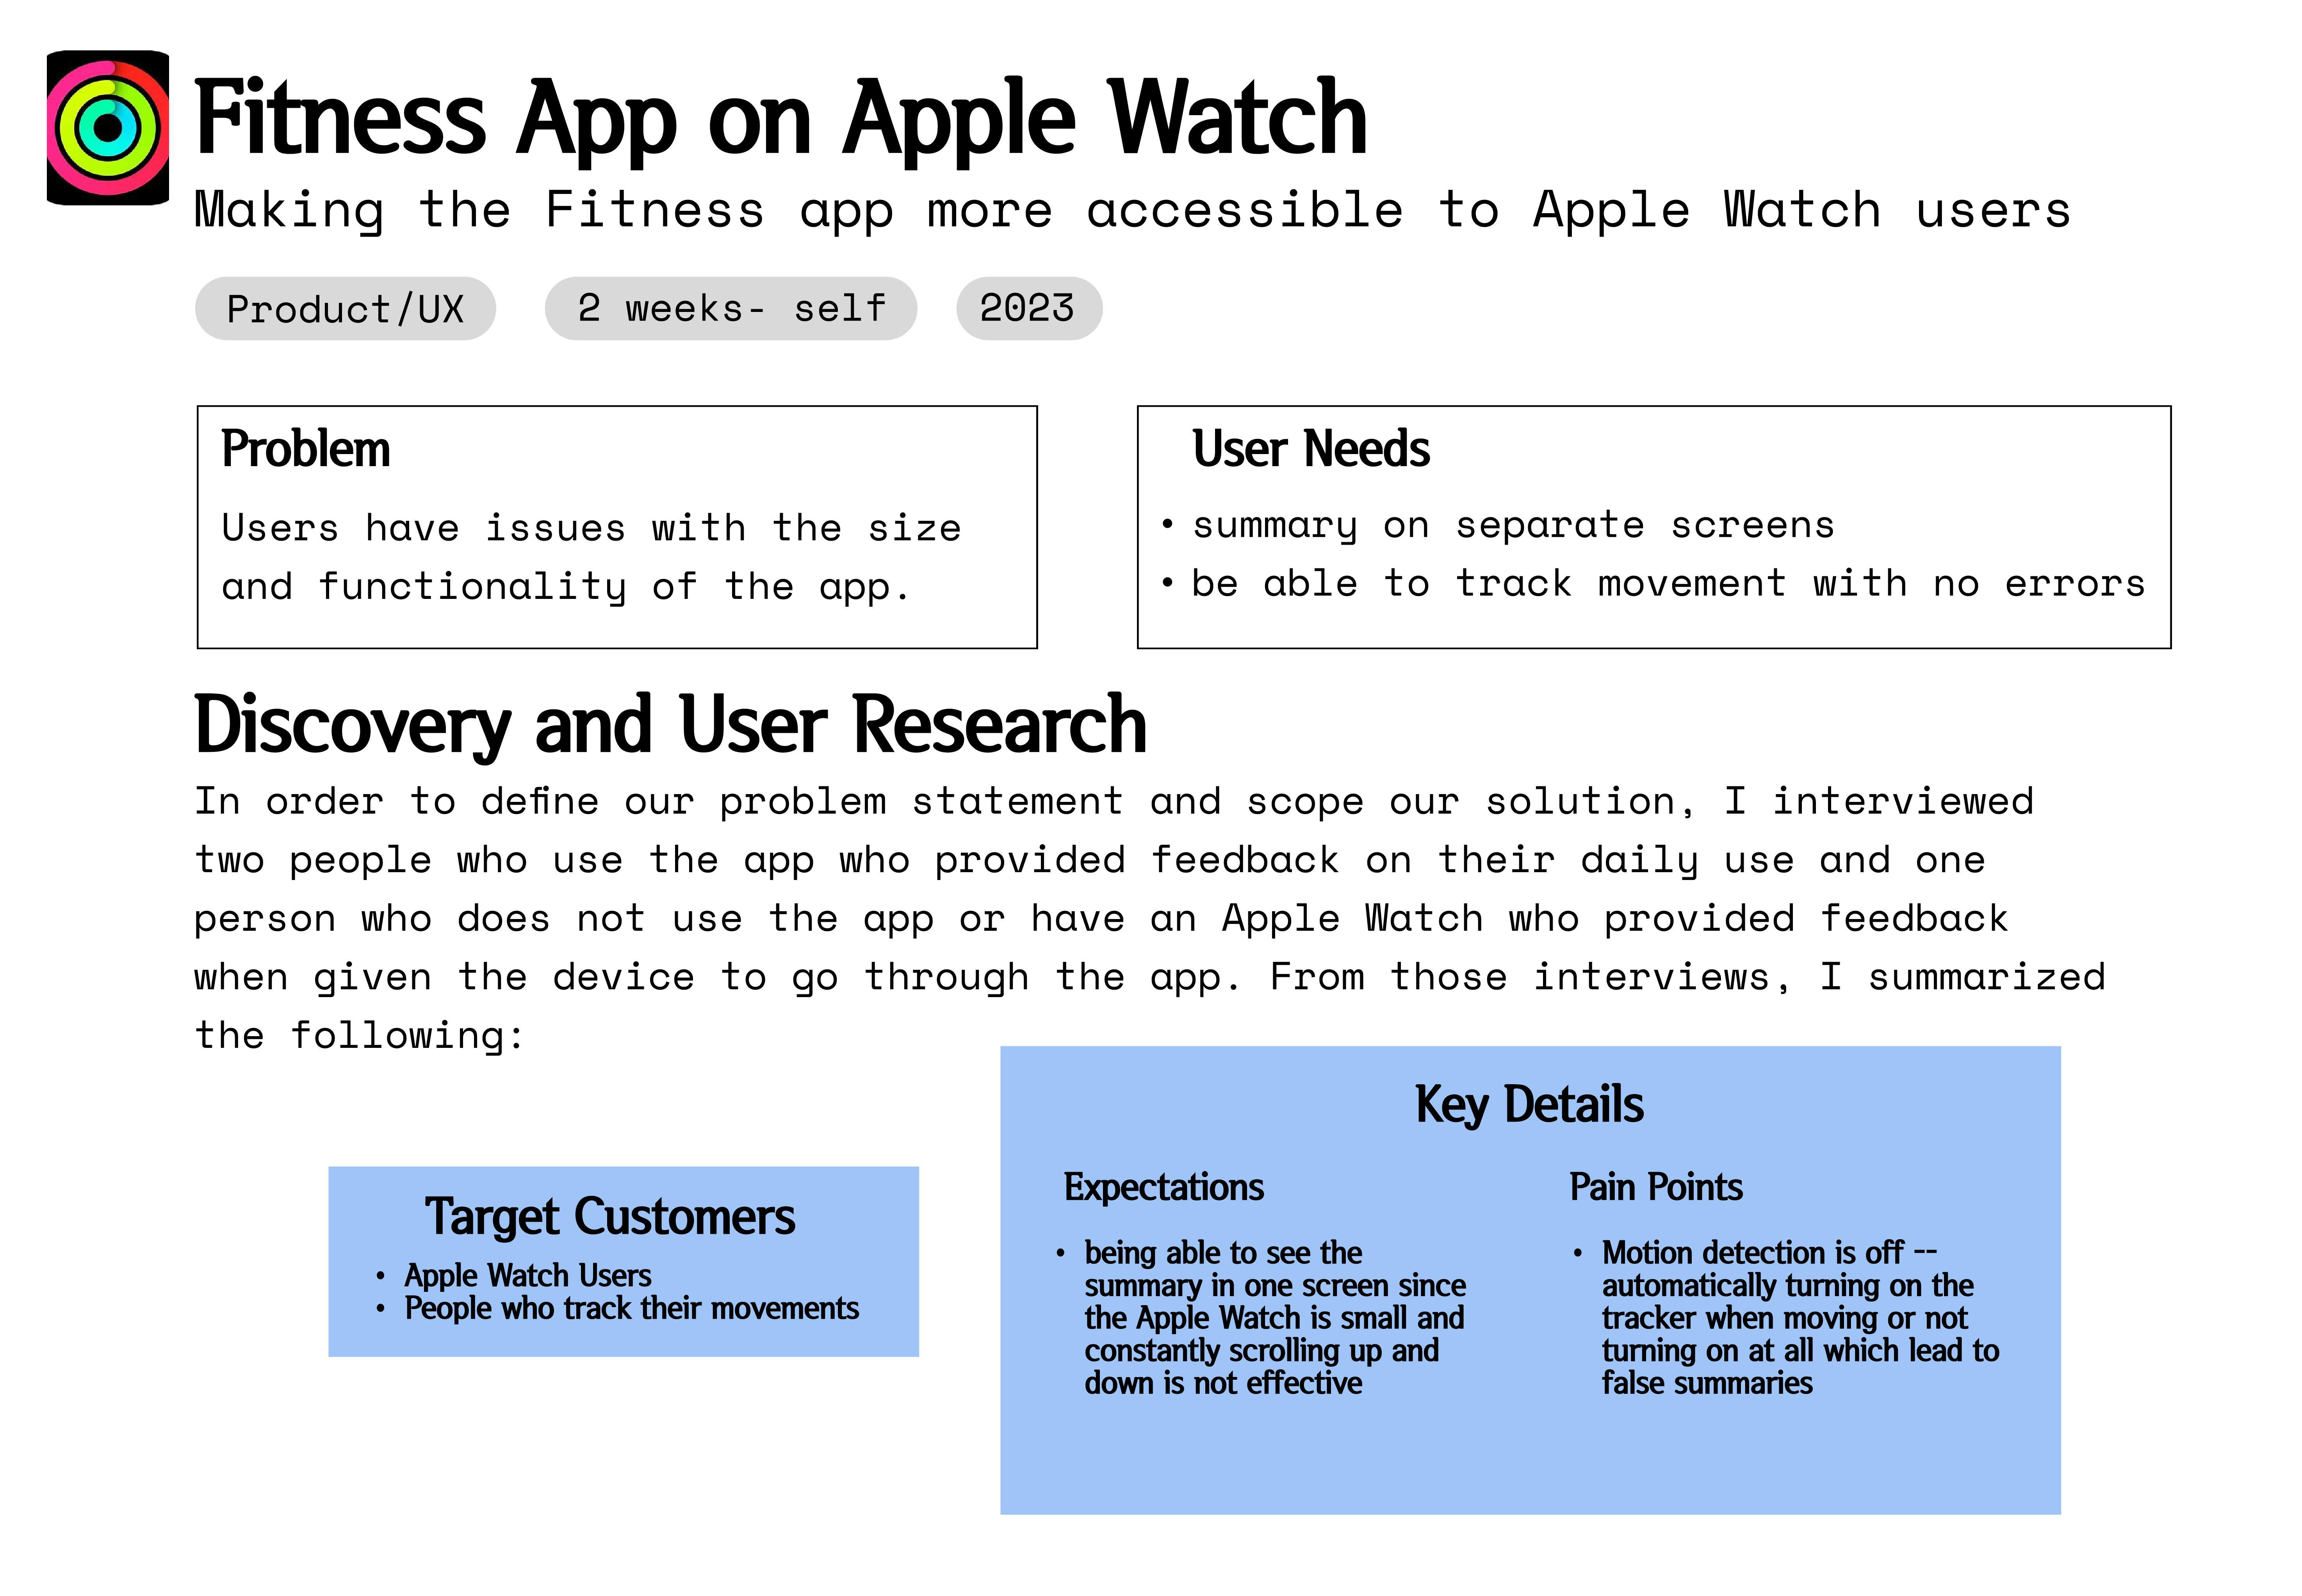 Fitness App on Apple Watch
Making the Fitness app more accessible to Apple Watch users
Product/UX
2 weeks- self
2023
Problem
Users have issues with the size
and functionality of the app.
User Needs
• summary on separate screens
• be able to track movement with no errors
Discovery and User Research
In order to define our problem statement and scope our solution, I interviewed
two people who use the app who provided feedback on their daily use and one
person who does not use the app or have an Apple Watch who provided feedback
when given the device to go through the app. From those interviews, I summarized
the following:
Target Customers
• Apple Watch Users
• People who track their movements
Key Details
Expectations
• being able to see the
summary in one screen since
the Apple Watch is small and
constantly scrolling up and
down is not effective
Pain Points
• Motion detection is off --
automatically turning on the
tracker when moving or not
turning on at all which lead to
false summaries